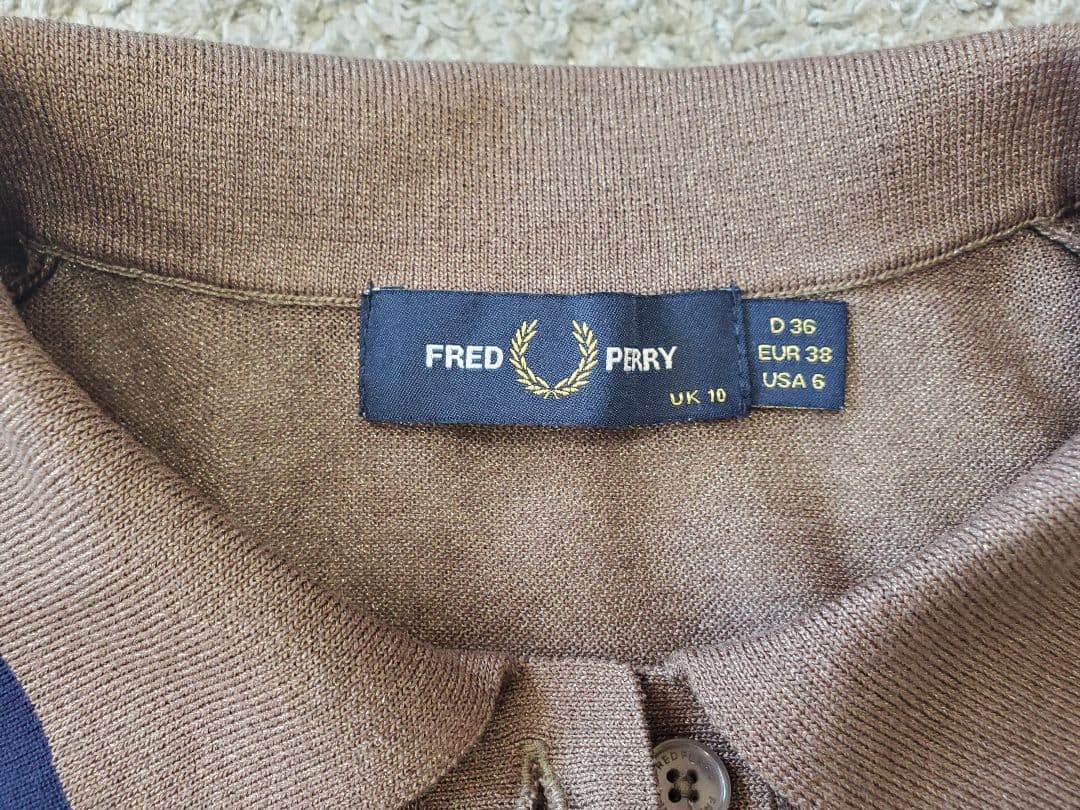 FRED PERRY
UK 10
D 36
EUR 38
USA 6